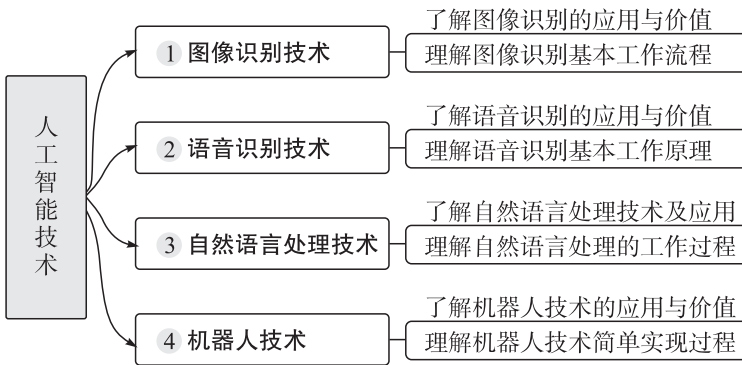 人工智能技术
1 图像识别技术
了解图像识别的应用与价值
理解图像识别基本工作流程
2 语音识别技术
了解语音识别的应用与价值
理解语音识别基本工作原理
3 自然语言处理技术
了解自然语言处理技术及应用
理解自然语言处理的工作过程
4 机器人技术
了解机器人技术的应用与价值
理解机器人技术简单实现过程